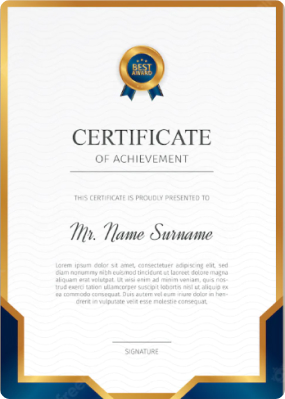 BEST
AWARD
CERTIFICATE
OF ACHIEVEMENT
THIS CERTIFICATE IS PROUDLY PRESENTED TO
Mr. Name Surname
Lorem ipsum dolor sit amet, consectetuer
adipiscing elit, sed diam nonummy nibh euismod
tincidunt ut laoreet dolore magna aliquam
erat volutpat. Ut wisi enim ad minim veniam,
quis nostrud exerci tation ullamcorper suscipit
lobortis nisl ut aliquip ex ea commodo consequat.
Duis autem vel eum iriure dolor in hendre-
rit in vulputate velit esse molestie consequat,
SIGNATURE